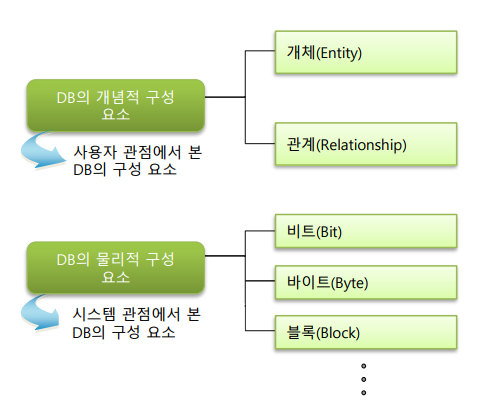 DB의 개념적 구성
요소
개체(Entity)
관계(Relationship)
사용자 관점에서 본
DB의 구성 요소
DB의 물리적 구성
요소
비트(Bit)
바이트(Byte)
블록(Block)
시스템 관점에서 본
DB의 구성 요소